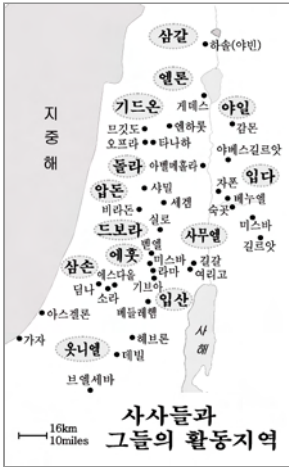 삼갈
하솔(야빈)
엘론
게데스
기드온
야일
므깃도
엔하롯
감몬
오프라
타나하
야베스길르앗
돌라
아벨메홀라
입다
지중해
압돈
샤밀
자폰
브누엘
세겜
숙곳
비라돈
미스바
드보라
실로
사무엘
길르앗
에훗
벧엘
미스바
길갈
삼손
에스다올
라마
여리고
딤나
기브아
소라
입산
베들레헴
아스겔론
사해
가자
옷니엘
헤브론
데빌
브엘세바
16km
10miles
사사들과
그들의 활동지역